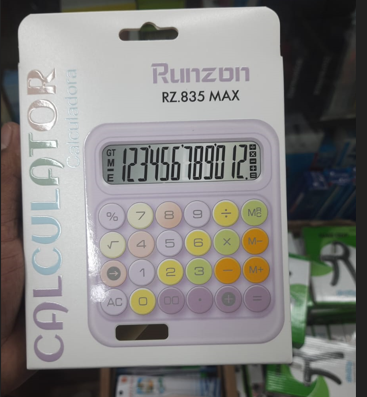 Runzon
RZ.835 MAX
CALCULATOR
Calculadora
GT
M
E
123456789012.
% 7 8 9 ÷
√ 4 5 6 × M−
→ 1 2 3 − M+
AC 0 00 · + =